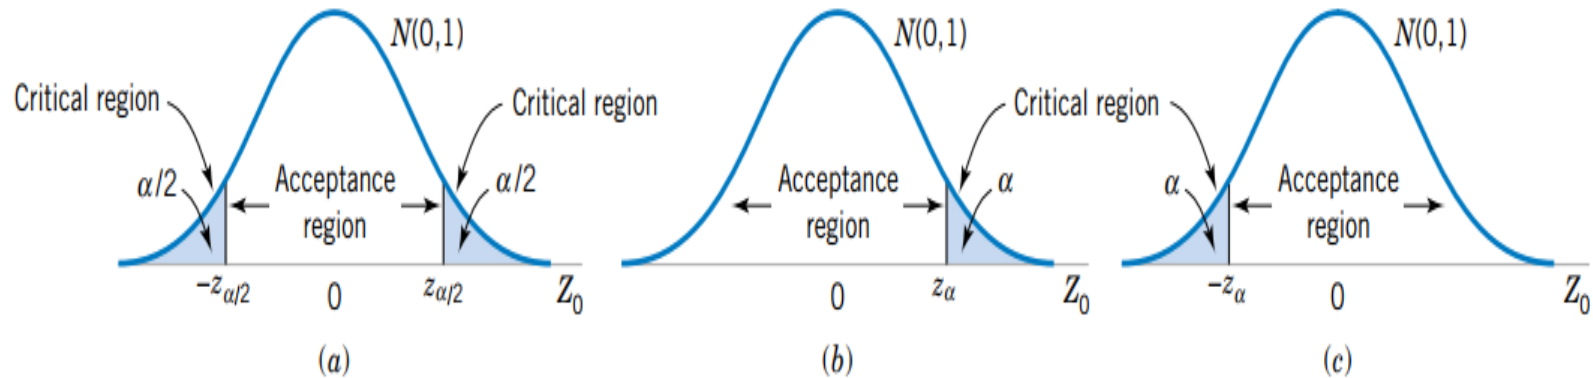 N(0,1)
Critical region
Critical region
α/2
Acceptance
region
α/2
−zα/2
0
zα/2
Z0
(a)
N(0,1)
Critical region
Acceptance
region
α
0
zα
Z0
(b)
N(0,1)
α
Acceptance
region
−zα
0
Z0
(c)